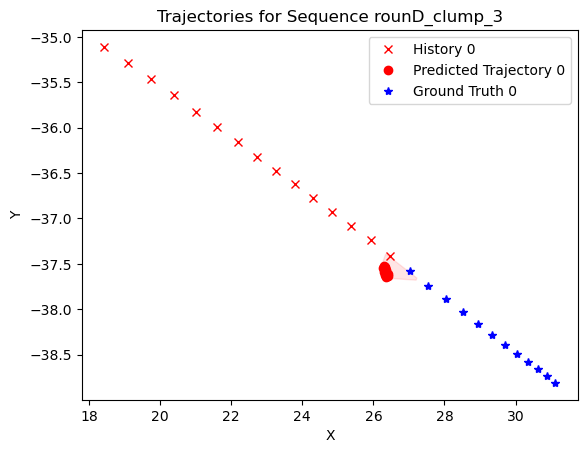 Trajectories for Sequence rounD_clump_3
History 0
Predicted Trajectory 0
Ground Truth 0
−35.0
−35.5
−36.0
−36.5
−37.0
−37.5
−38.0
−38.5
Y
18 20 22 24 26 28 30
X